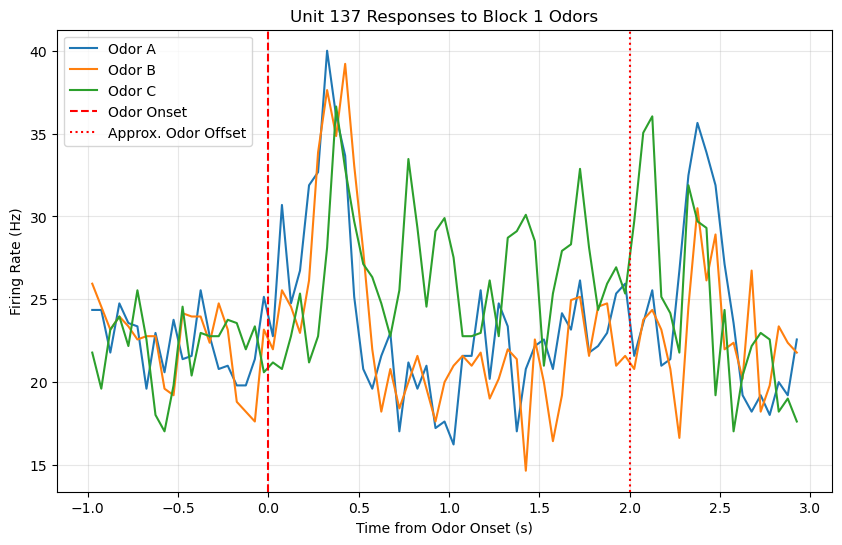 Unit 137 Responses to Block 1 Odors
Odor A
Odor B
Odor C
Odor Onset
Approx. Odor Offset
Firing Rate (Hz)
40
35
30
25
20
15
−1.0 −0.5 0.0 0.5 1.0 1.5 2.0 2.5 3.0
Time from Odor Onset (s)